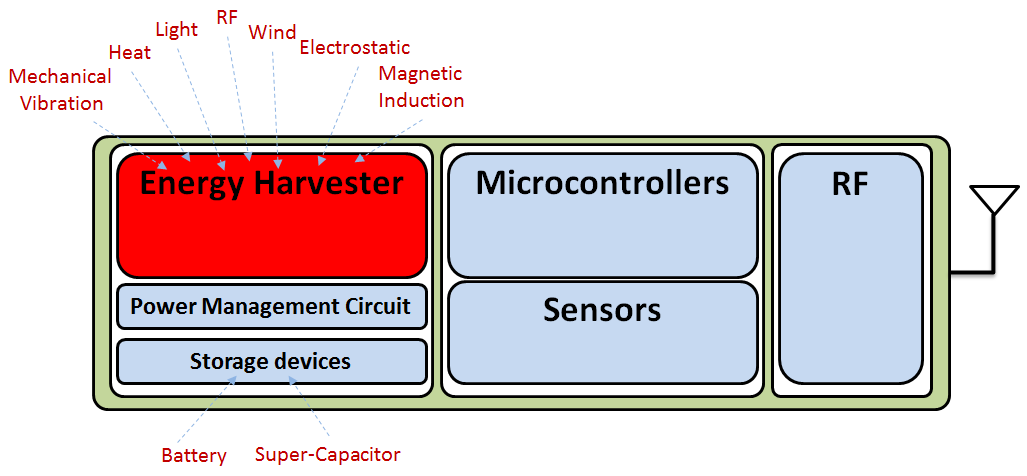 RF
Light
Wind
Heat
Electrostatic
Mechanical
Vibration
Magnetic
Induction
Energy Harvester
Microcontrollers
RF
Power Management Circuit
Sensors
Storage devices
Battery
Super-Capacitor